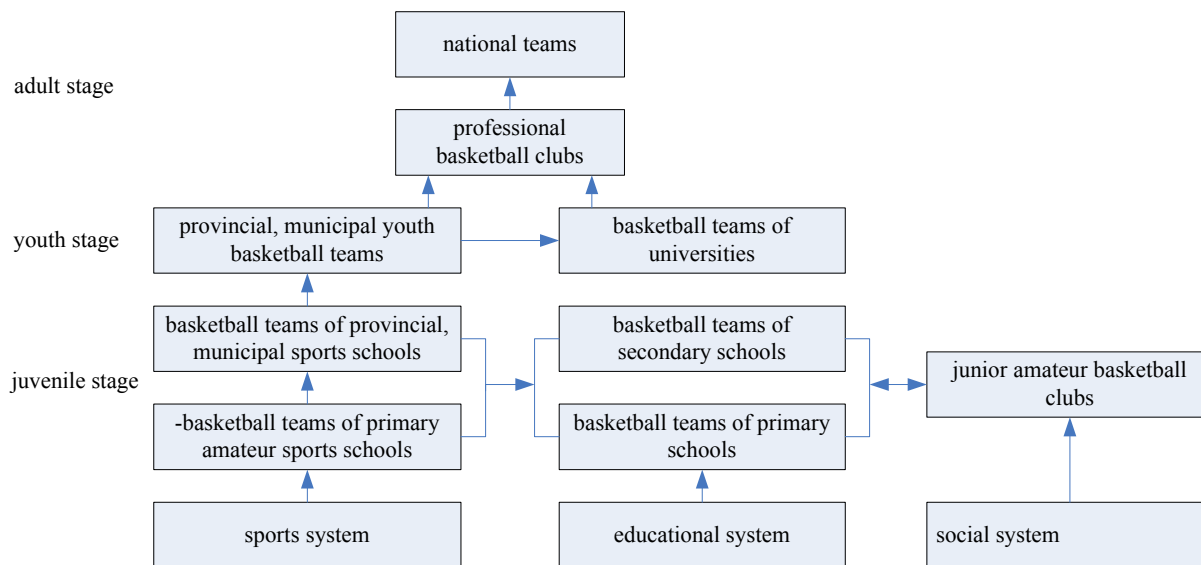 national teams
adult stage
professional
basketball clubs
youth stage
provincial, municipal youth
basketball teams
basketball teams of
universities
basketball teams of provincial,
municipal sports schools
basketball teams of
secondary schools
juvenile stage
junior amateur basketball
clubs
-basketball teams of primary
amateur sports schools
basketball teams of primary
schools
sports system
educational system
social system